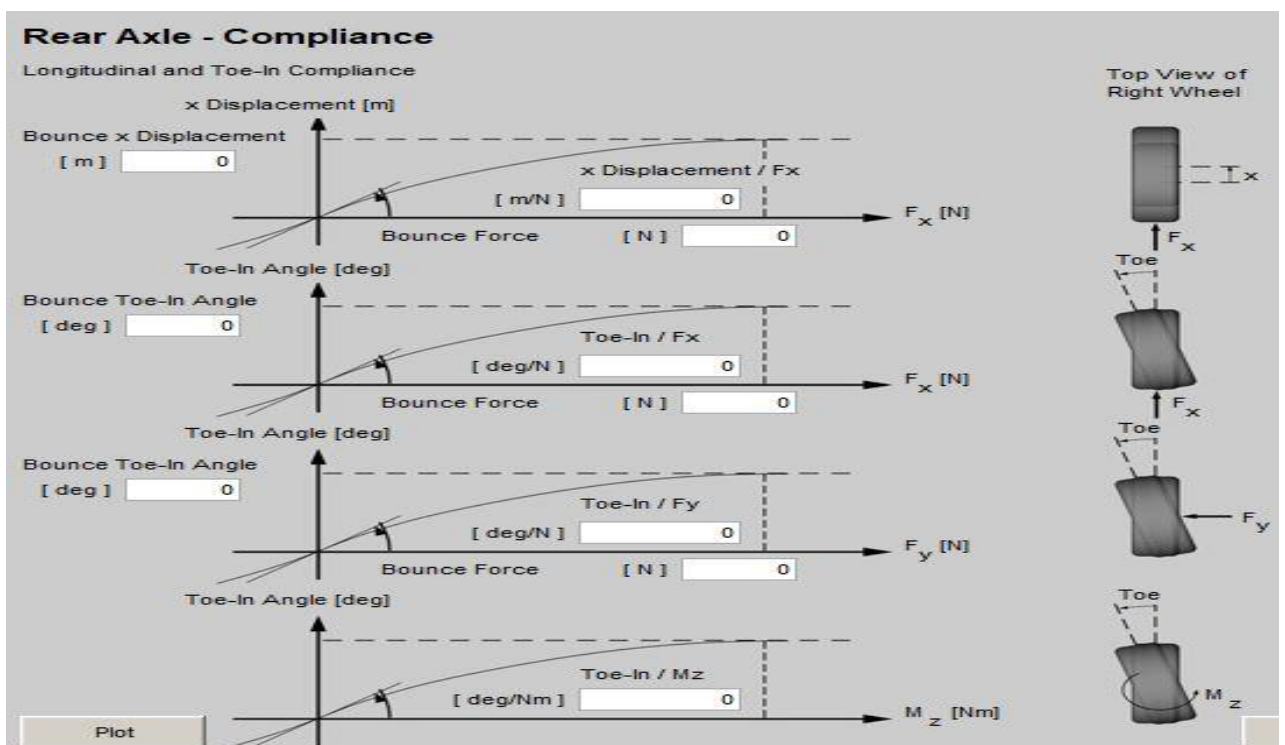 Rear Axle - Compliance
Longitudinal and Toe-In Compliance
Top View of
Right Wheel
x Displacement [m]
Bounce x Displacement
[ m ] 0
x Displacement / Fx
[ m/N ] 0
x
F x [N]
Bounce Force [ N ] 0
F x
Toe-In Angle [deg]
Toe
Bounce Toe-In Angle
[ deg ] 0
Toe-In / Fx
[ deg/N ] 0
F x [N]
Bounce Force [ N ] 0
F x
Toe-In Angle [deg]
Toe
Bounce Toe-In Angle
[ deg ] 0
Toe-In / Fy
[ deg/N ] 0
F y
F y [N]
Bounce Force [ N ] 0
Toe-In Angle [deg]
Toe
Toe-In / Mz
[ deg/Nm ] 0
M z
M z [Nm]
Plot